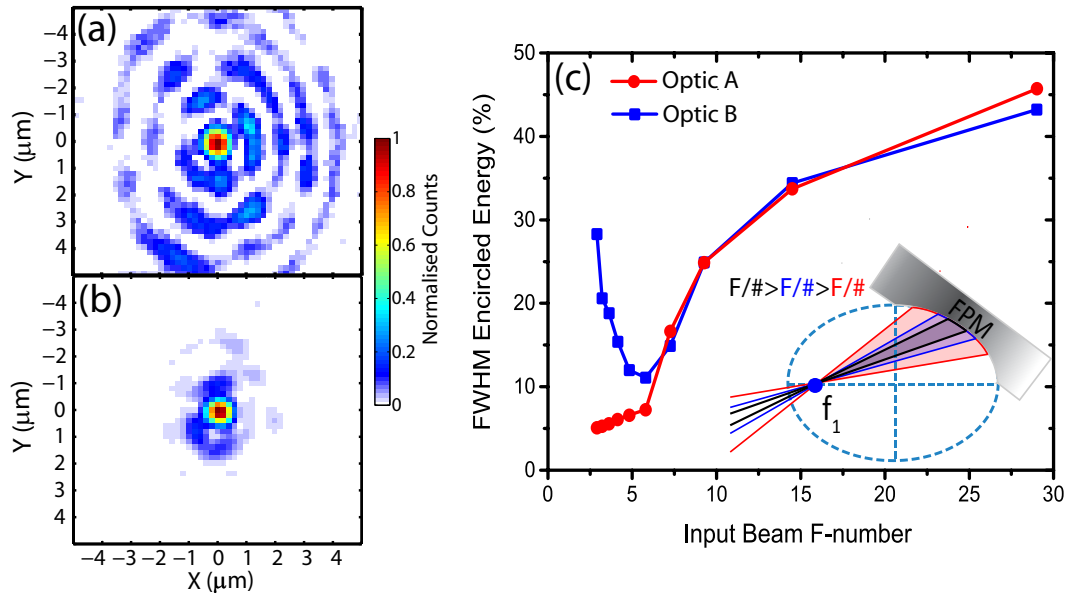 (a)
−4
−3
−2
−1
0
1
2
3
4
Y (μm)
(b)
−4
−3
−2
−1
0
1
2
3
4
Y (μm)
−4 −3 −2 −1 0 1 2 3 4
X (μm)
1
0.8
0.6
0.4
0.2
0
Normalised Counts
(c)
Optic A
Optic B
50
40
30
20
10
0
FWHM Encircled Energy (%)
F/#>F/#>F/#
FPM
f1
0 5 10 15 20 25 30
Input Beam F-number